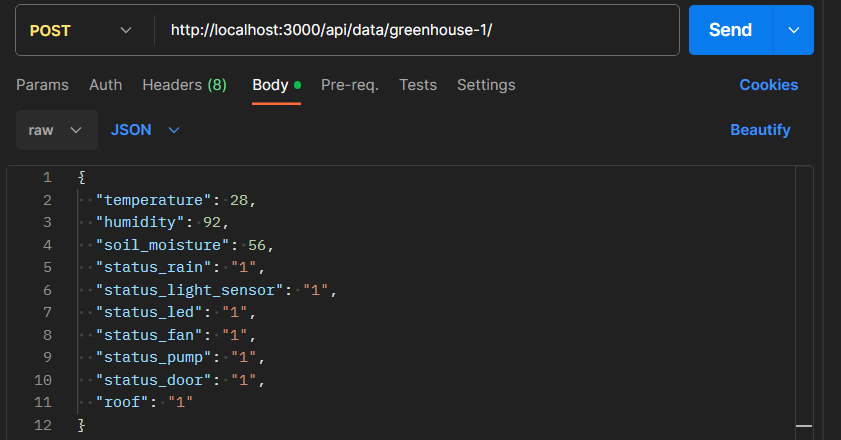 POST http://localhost:3000/api/data/greenhouse-1/ Send
Params Auth Headers (8) Body Pre-req. Tests Settings Cookies
raw JSON Beautify
1 {
2 "temperature": 28,
3 "humidity": 92,
4 "soil_moisture": 56,
5 "status_rain": "1",
6 "status_light_sensor": "1",
7 "status_led": "1",
8 "status_fan": "1",
9 "status_pump": "1",
10 "status_door": "1",
11 "roof": "1"
12 }